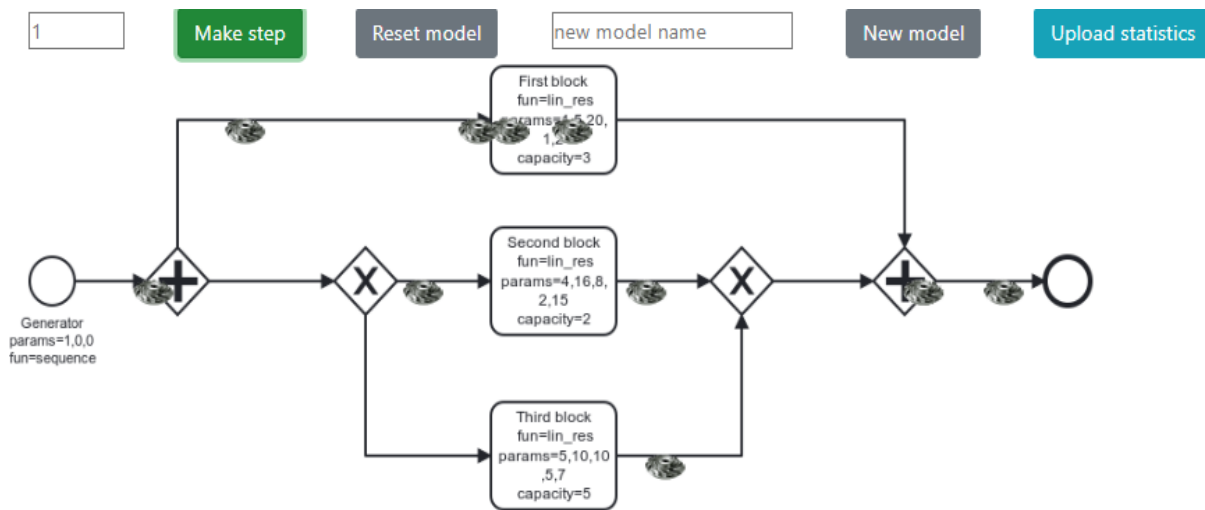 1
Make step
Reset model
new model name
New model
Upload statistics
First block
fun=lin_res
20,
capacity=3
Second block
fun=lin_res
params=4,16,8,
2,15
capacity=2
X
X
Generator
params=1,0,0
fun=sequence
Third block
fun=lin_res
params=5,10,10
,5,7
capacity=5